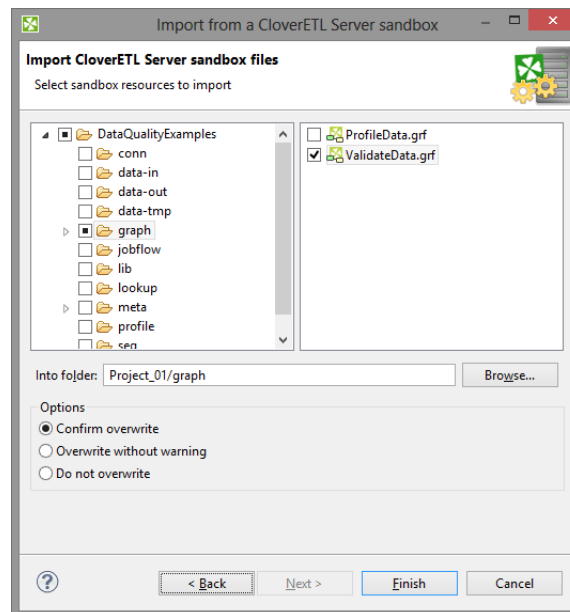 Import from a CloverETL Server sandbox
Import CloverETL Server sandbox files
Select sandbox resources to import
DataQualityExamples
conn
data-in
data-out
data-tmp
graph
jobflow
lib
lookup
meta
profile
seq
ProfileData.grf
ValidateData.grf
Into folder: Project_01/graph Browse...
Options
Confirm overwrite
Overwrite without warning
Do not overwrite
? < Back Next > Finish Cancel